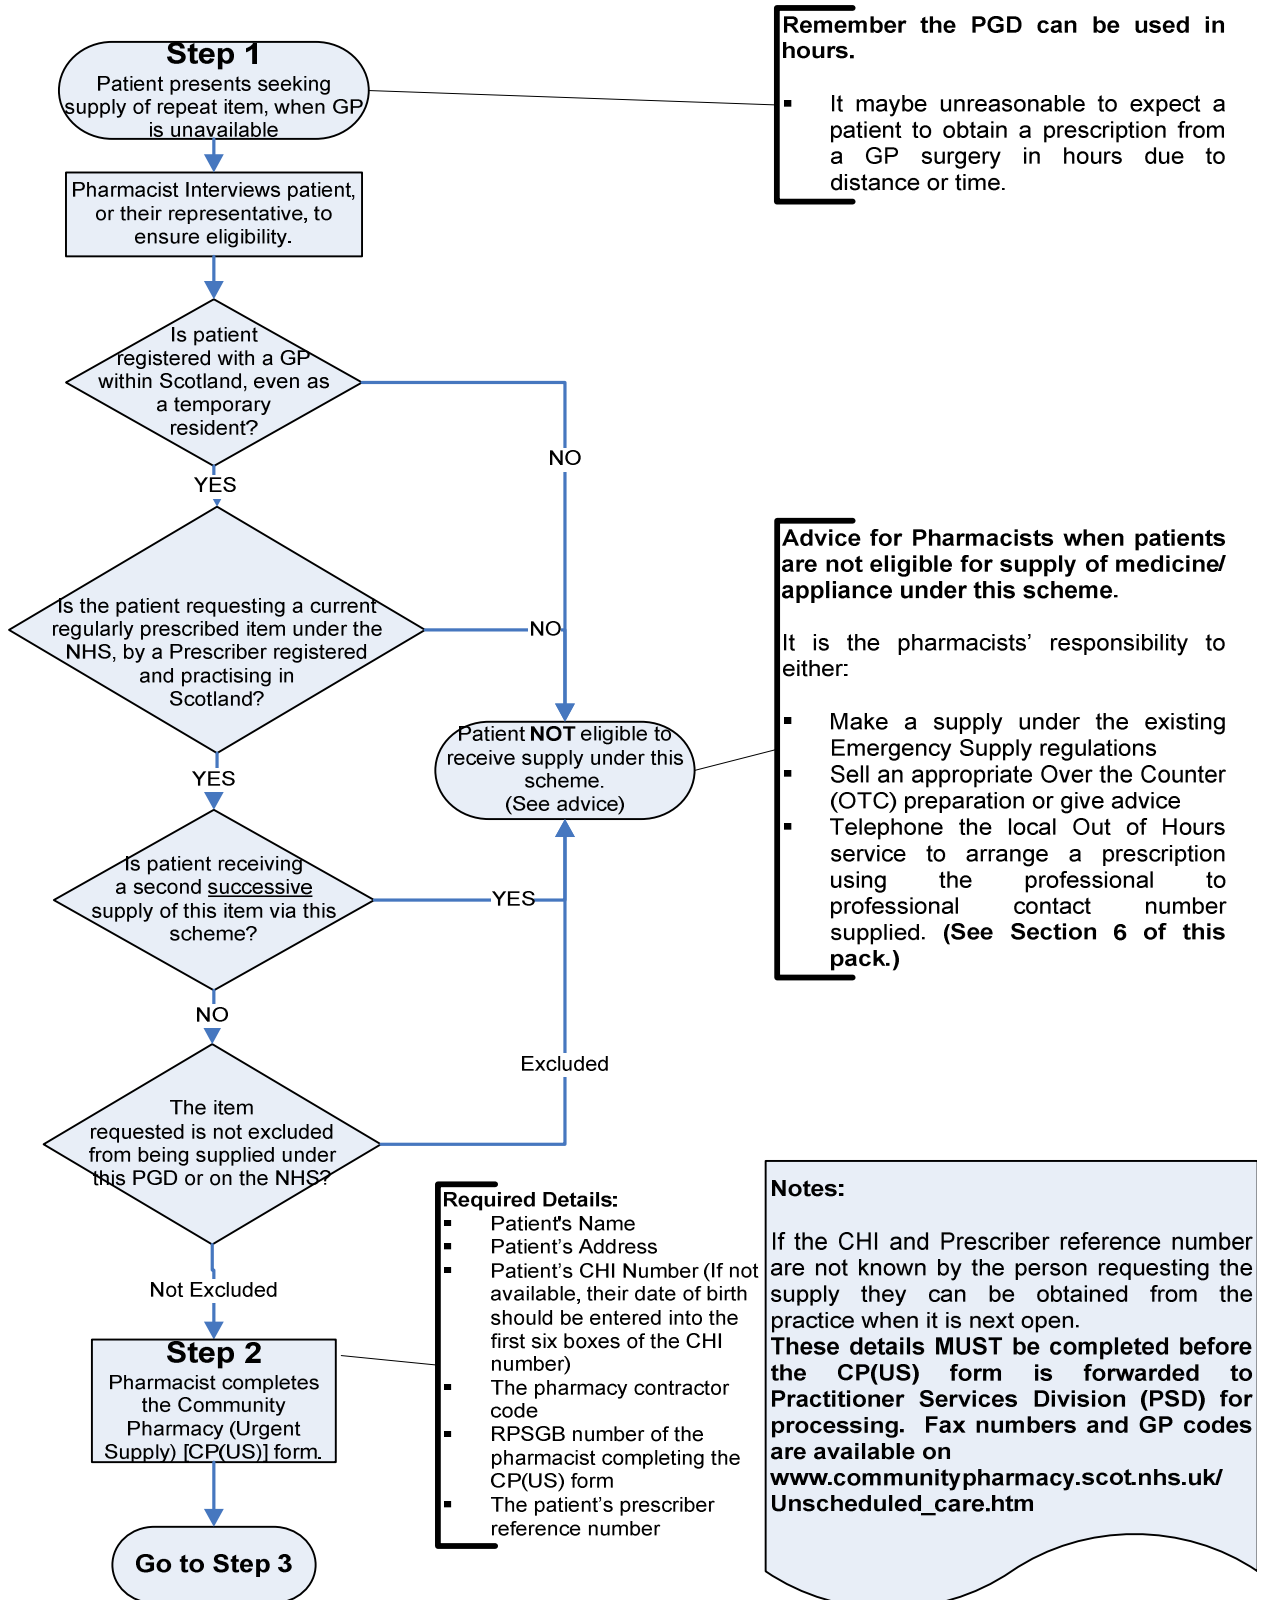 Step 1
Patient presents seeking
supply of repeat item, when GP
is unavailable
Remember the PGD can be used in
hours.
▪ It maybe unreasonable to expect a
patient to obtain a prescription from
a GP surgery in hours due to
distance or time.
Pharmacist Interviews patient,
or their representative, to
ensure eligibility.
Is patient
registered with a GP
within Scotland, even as
a temporary
resident?
NO
YES
Is the patient requesting a current
regularly prescribed item under the
NHS, by a Prescriber registered
and practising in
Scotland?
NO
YES
Patient NOT eligible to
receive supply under this
scheme.
(See advice)
Advice for Pharmacists when patients
are not eligible for supply of medicine/
appliance under this scheme.
It is the pharmacists’ responsibility to
either:
▪ Make a supply under the existing
Emergency Supply regulations
▪ Sell an appropriate Over the Counter
(OTC) preparation or give advice
▪ Telephone the local Out of Hours
service to arrange a prescription
using the professional to
professional contact number
supplied. (See Section 6 of this
pack.)
Is patient receiving
a second successive
supply of this item via this
scheme?
YES
NO
The item
requested is not excluded
from being supplied under
this PGD or on the NHS?
Excluded
Not Excluded
Step 2
Pharmacist completes
the Community
Pharmacy (Urgent
Supply) [CP(US)] form.
Required Details:
▪ Patient's Name
▪ Patient’s Address
▪ Patient’s CHI Number (If not
available, their date of birth
should be entered into the
first six boxes of the CHI
number)
▪ The pharmacy contractor
code
▪ RPSGB number of the
pharmacist completing the
CP(US) form
▪ The patient’s prescriber
reference number
Notes:
If the CHI and Prescriber reference number
are not known by the person requesting the
supply they can be obtained from the
practice when it is next open.
These details MUST be completed before
the CP(US) form is forwarded to
Practitioner Services Division (PSD) for
processing. Fax numbers and GP codes
are available on
www.communitypharmacy.scot.nhs.uk/
Unscheduled_care.htm
Go to Step 3